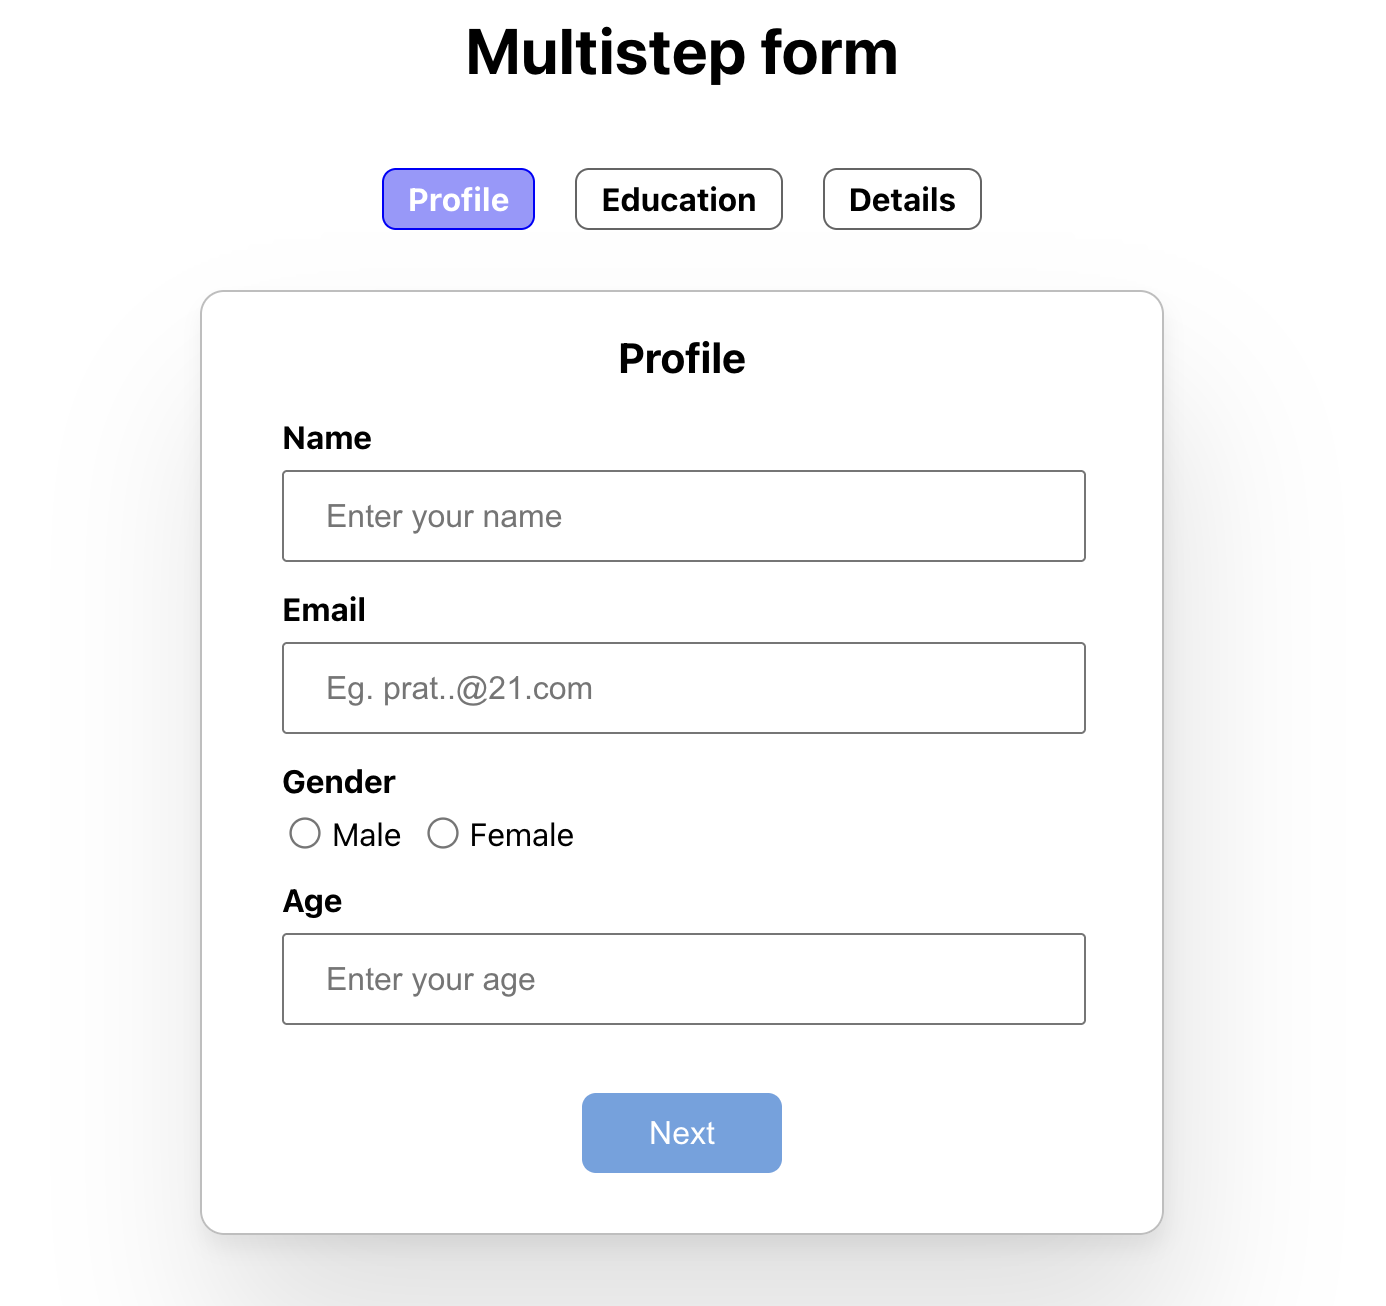 Multistep form
Profile Education Details
Profile
Name
Enter your name
Email
Eg. prat..@21.com
Gender
Male Female
Age
Enter your age
Next